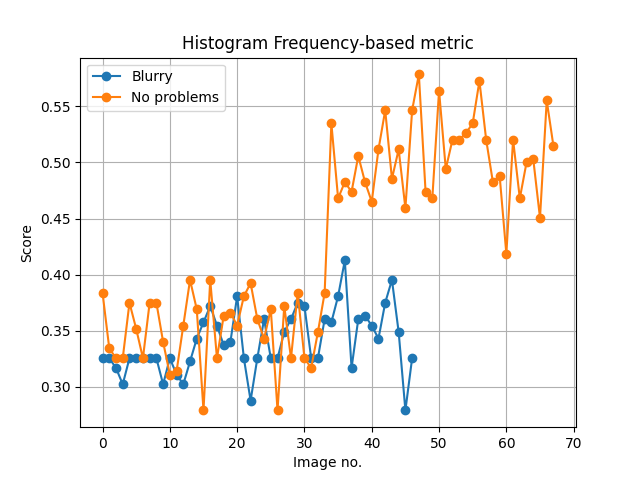 Histogram Frequency-based metric
Blurry
No problems
0.55
0.50
0.45
0.40
0.35
0.30
Score
0 10 20 30 40 50 60 70
Image no.